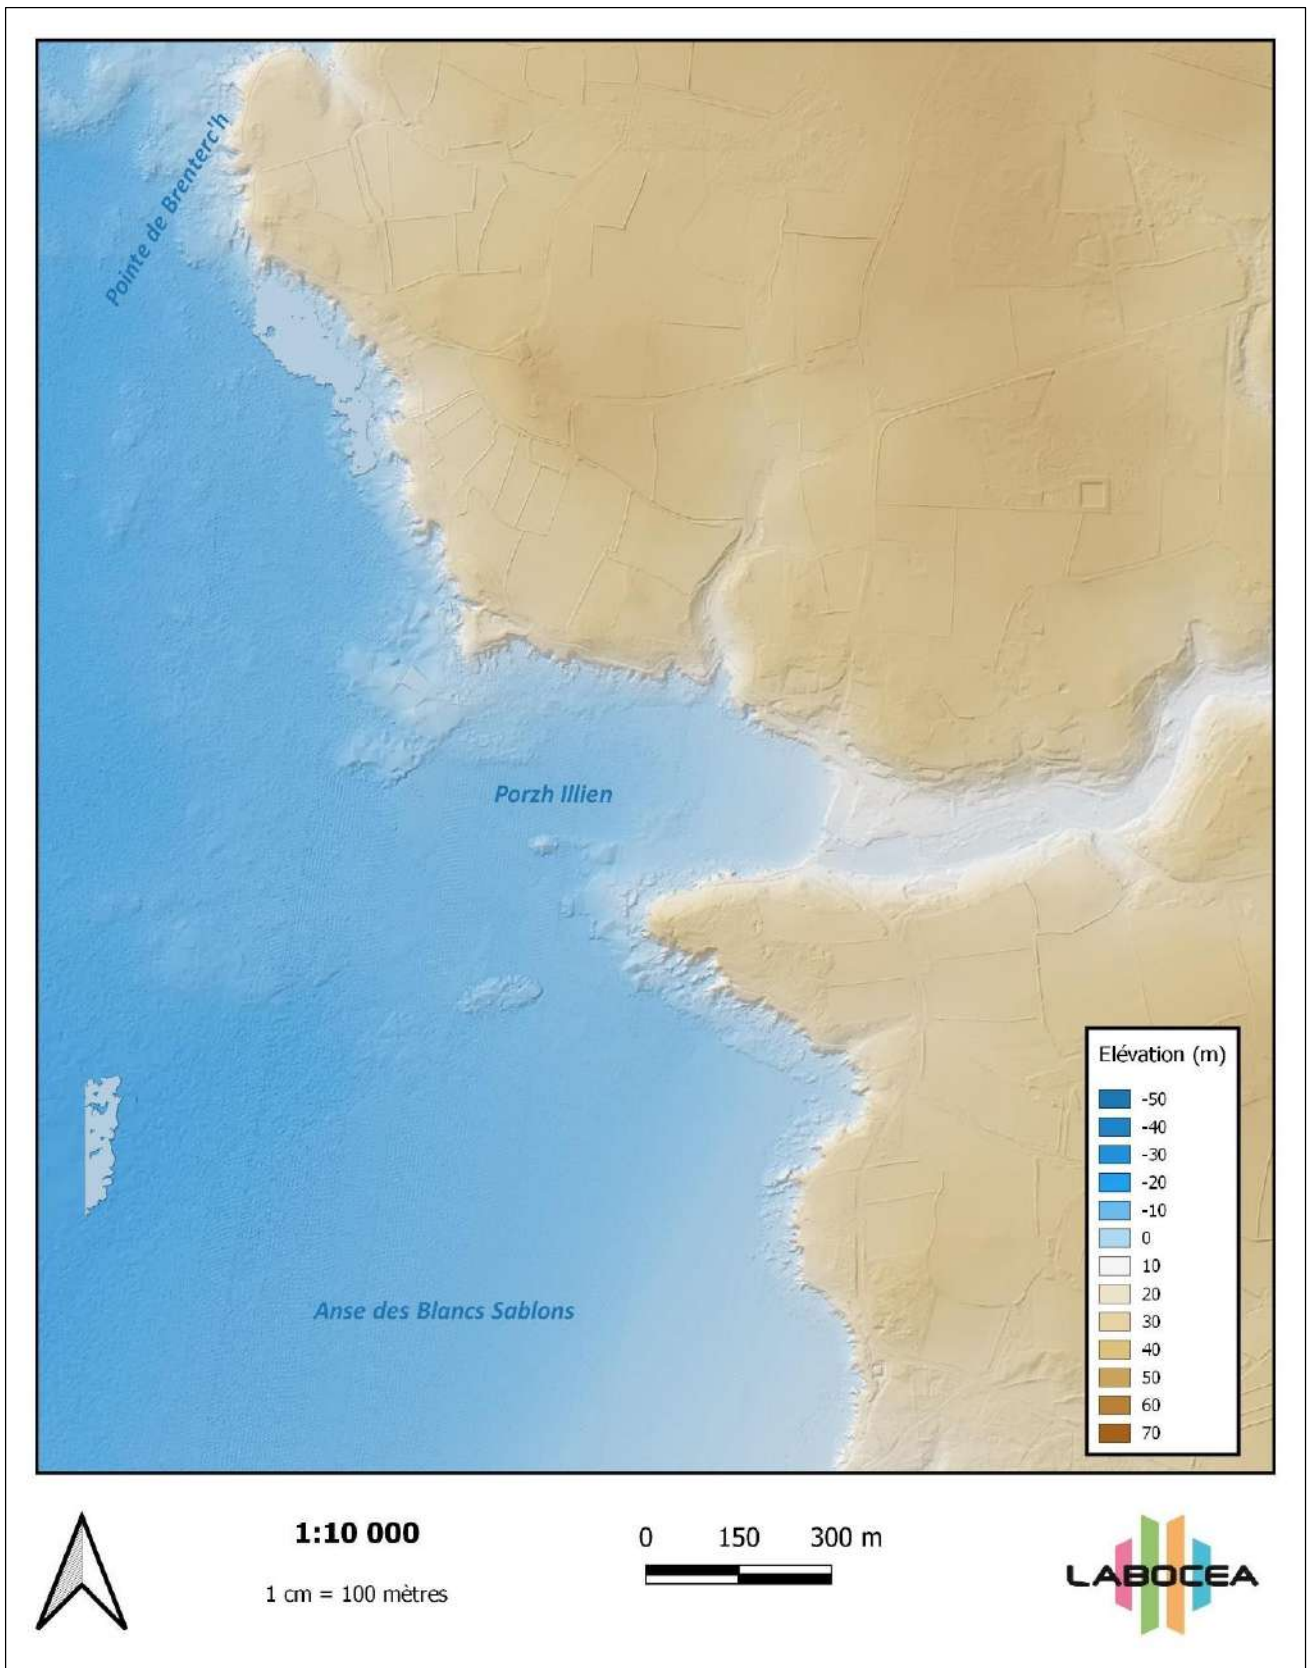 Pointe de Brenterc'h
Porzh Illien
Anse des Blancs Sablons
Elévation (m)
-50
-40
-30
-20
-10
0
10
20
30
40
50
60
70
1:10 000
1 cm = 100 mètres
0 150 300 m
LABOCEA